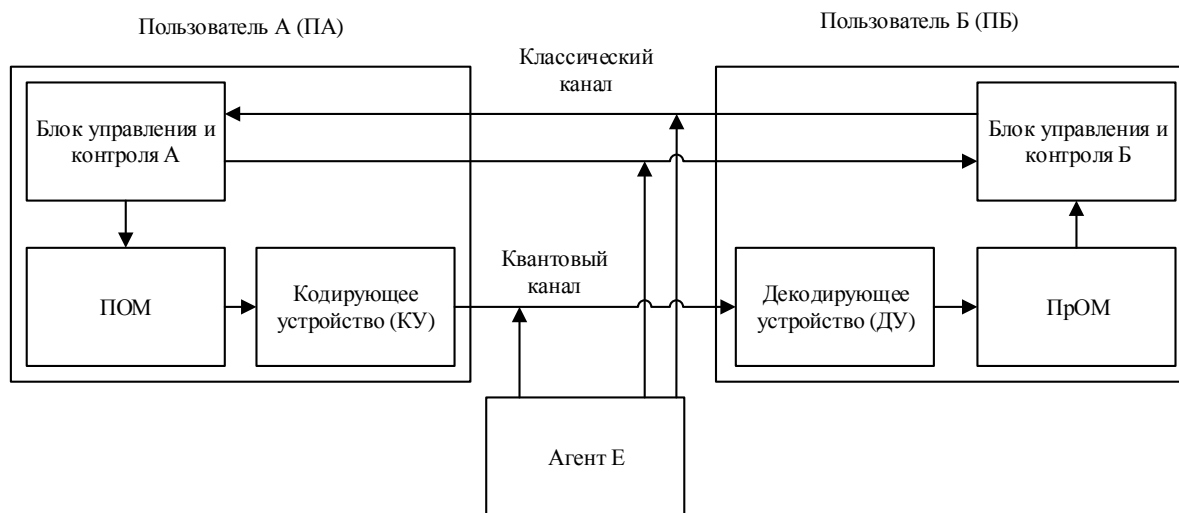 Пользователь А (ПА)
Пользователь Б (ПБ)
Классический
канал
Блок управления и
контроля А
Блок управления и
контроля Б
Квантовый
канал
ПОМ
Кодирующее
устройство (КУ)
Декодирующее
устройство (ДУ)
ПрОМ
Агент Е